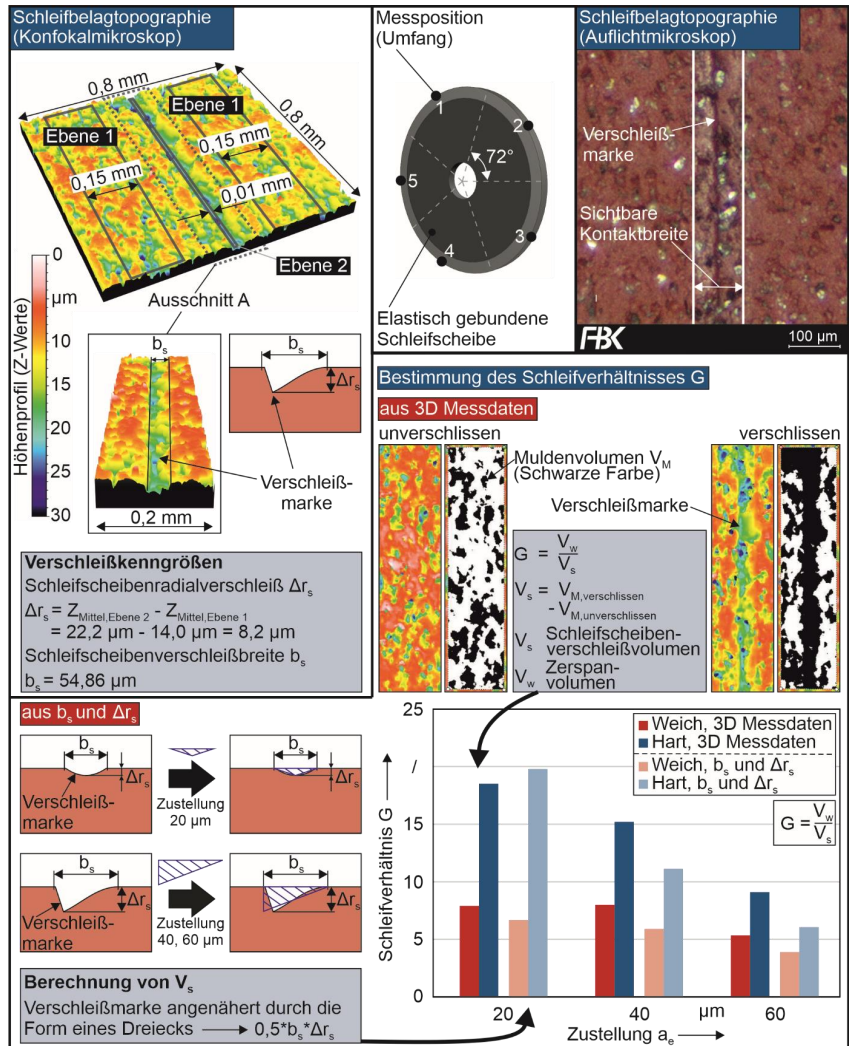 Schleifbelagtopographie
(Konfokalmikroskop)
0,8 mm
0,8 mm
Ebene 1
Ebene 1
0,15 mm
0,15 mm
0,01 mm
Ebene 2
Ausschnitt A
Höhenprofil (Z-Werte)
0
µm
10
15
20
25
30
bs
bs
Δrs
Verschleiß-
marke
0,2 mm
Verschleißkenngrößen
Schleifscheibenradialverschleiß Δrs
Δrs = ZMittel,Ebene 2 - ZMittel,Ebene 1
= 22,2 µm - 14,0 µm = 8,2 µm
Schleifscheibenverschleißbreite bs
bs = 54,86 µm
Messposition
(Umfang)
1
2
72°
5
3
4
Elastisch gebundene
Schleifscheibe
Schleifbelagtopographie
(Auflichtmikroskop)
Verschleiß-
marke
Sichtbare
Kontaktbreite
FBK
100 µm
Bestimmung des Schleifverhältnisses G
aus 3D Messdaten
unverschlissen
verschlissen
Muldenvolumen VM
(Schwarze Farbe)
Verschleißmarke
G = Vw
Vs
Vs = VM,verschlissen
- VM,unverschlissen
Vs Schleifscheiben-
verschleißvolumen
Vw Zerspan-
volumen
aus bs und Δrs
bs
Δrs
Verschleiß-
marke
Zustellung
20 µm
bs
Δrs
bs
Δrs
Verschleiß-
marke
Zustellung
40, 60 µm
bs
Δrs
Berechnung von Vs
Verschleißmarke angenähert durch die
Form eines Dreiecks ⟶ 0,5*bs*Δrs
Schleifverhältnis G ⟶
25
/
15
10
5
0
Weich, 3D Messdaten
Hart, 3D Messdaten
Weich, bs und Δrs
Hart, bs und Δrs
G = Vw
Vs
20
40
µm
60
Zustellung ae ⟶